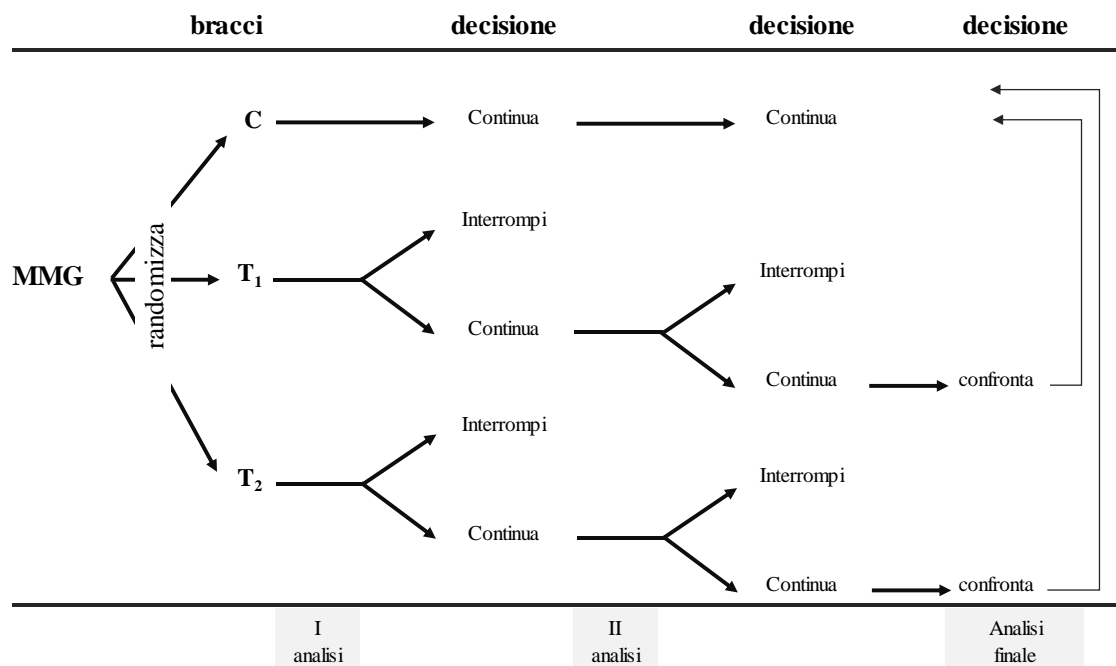 bracci decisione decisione decisione
C Continua Continua
Interrompi
randomizza
MMG T1 Interrompi
Continua
Continua confronta
Interrompi
T2 Interrompi
Continua
Continua confronta
I analisi
II analisi
Analisi finale